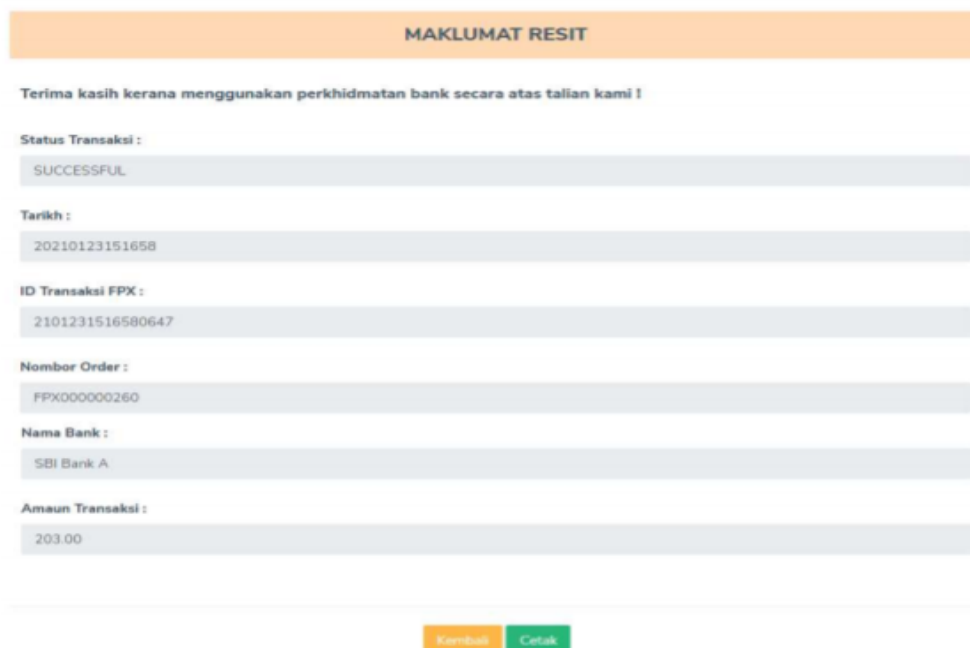 MAKLUMAT RESIT
Terima kasih kerana menggunakan perkhidmatan bank secara atas talian kami !
Status Transaksi :
SUCCESSFUL
Tarikh :
20210123151658
ID Transaksi FPX :
2101231516580647
Nombor Order :
FPX000000260
Nama Bank :
SBI Bank A
Amaun Transaksi :
203.00
Kembali Cetak